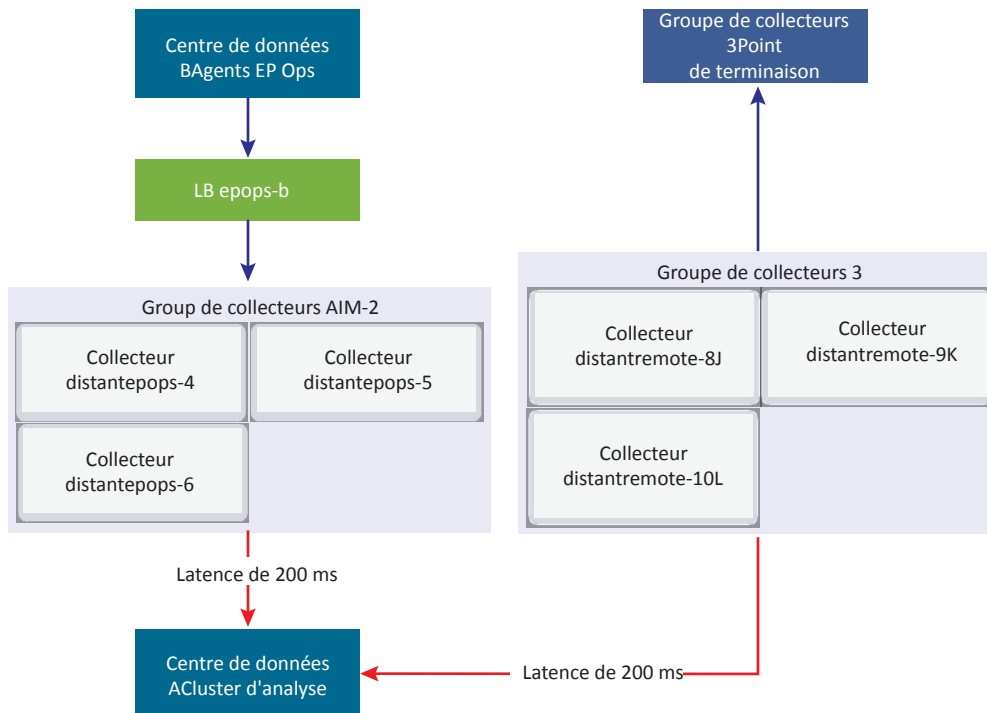 Centre de données
BAgents EP Ops
LB epops-b
Group de collecteurs AIM-2
Collecteur
distantepops-4
Collecteur
distantepops-5
Collecteur
distantepops-6
Latence de 200 ms
Centre de données
ACluster d'analyse
Groupe de collecteurs
3Point
de terminaison
Groupe de collecteurs 3
Collecteur
distantremote-8J
Collecteur
distantremote-9K
Collecteur
distantremote-10L
Latence de 200 ms